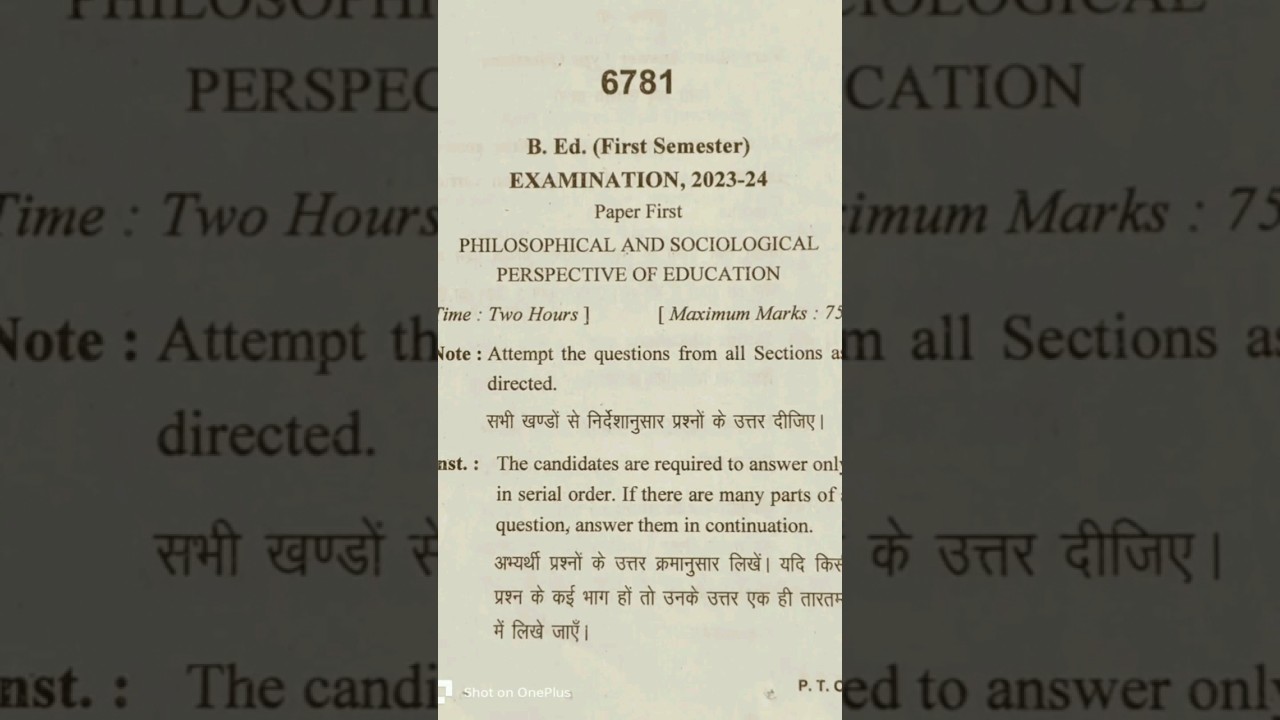 6781
B. Ed. (First Semester)
EXAMINATION, 2023-24
Paper First
PHILOSOPHICAL AND SOCIOLOGICAL
PERSPECTIVE OF EDUCATION
Time : Two Hours ] [ Maximum Marks : 75
Note : Attempt the questions from all Sections as
directed.
सभी खण्डों से निर्देशानुसार प्रश्नों के उत्तर दीजिए।
nst. : The candidates are required to answer only
in serial order. If there are many parts of a
question, answer them in continuation.
अभ्यर्थी प्रश्नों के उत्तर क्रमानुसार लिखें। यदि किस
प्रश्न के कई भाग हों तो उनके उत्तर एक ही तारतम
में लिखे जाएँ।
P. T. O
Shot on OnePlus